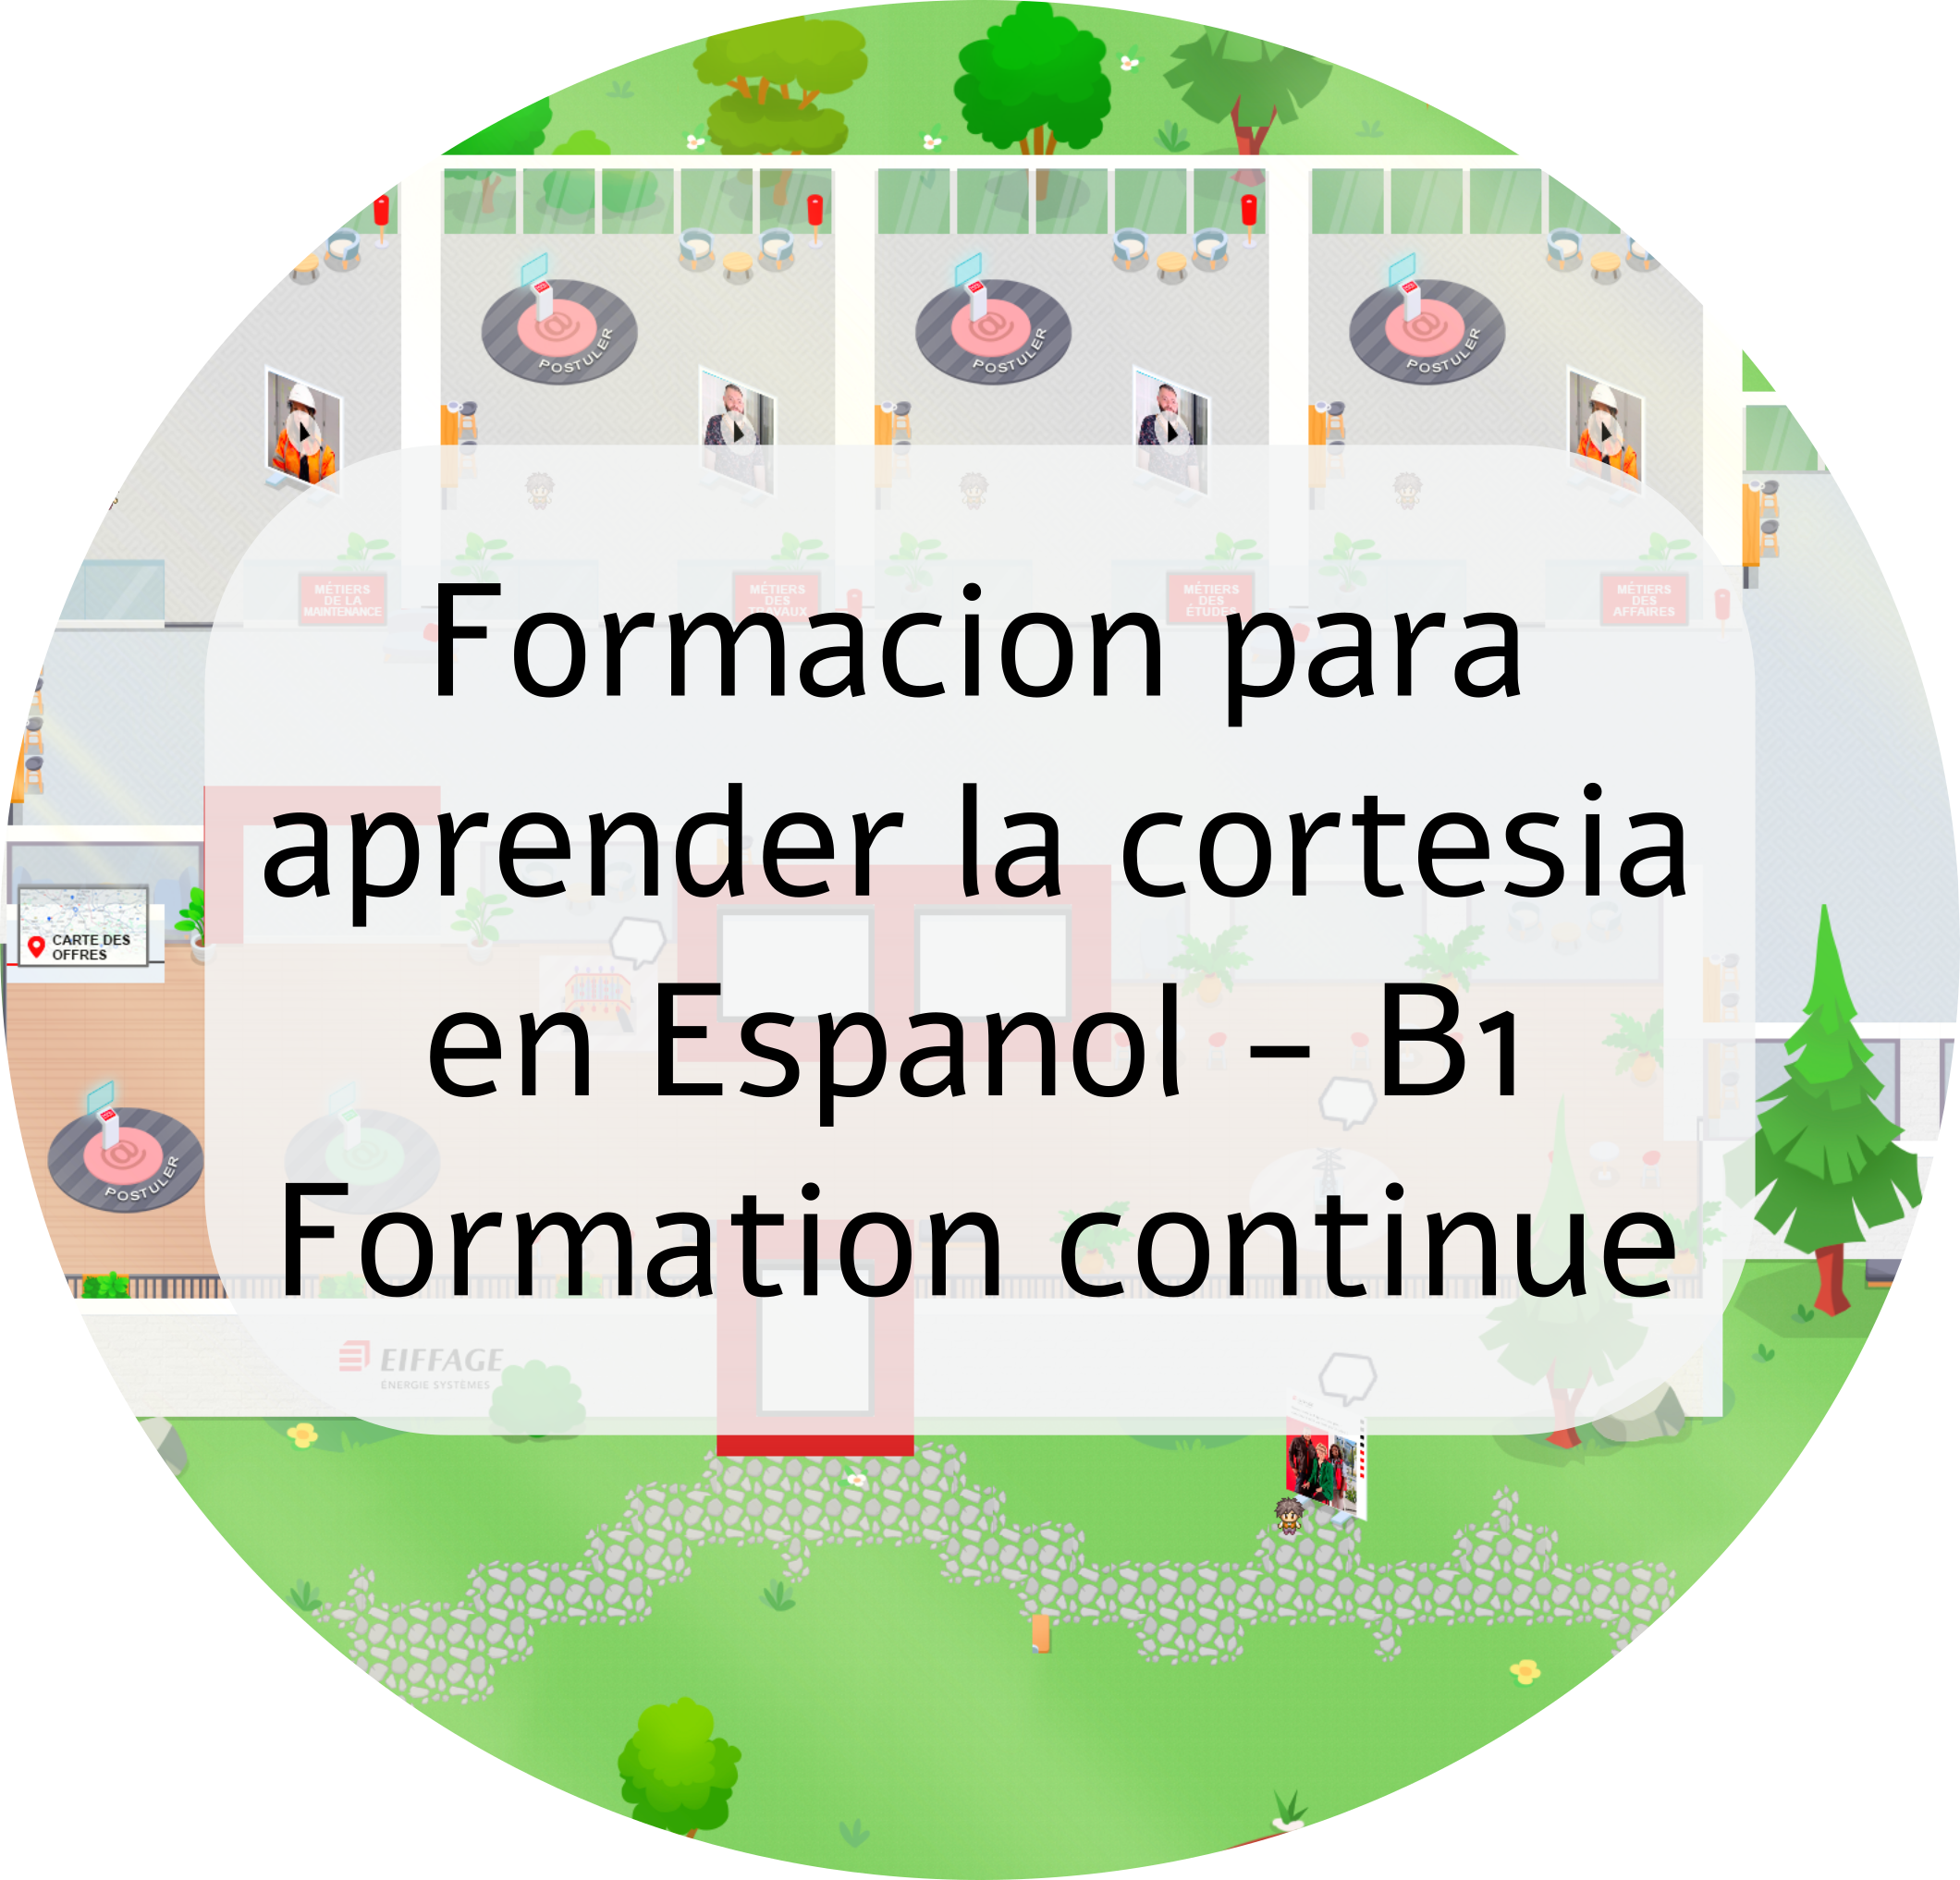 POSTULER
POSTULER
POSTULER
MÉTIERS
DE LA
MAINTENANCE
MÉTIERS
DES
TRAVAUX
MÉTIERS
DES
ÉTUDES
MÉTIERS
DES
AFFAIRES
Formacion para
aprender la cortesia
CARTE DES
OFFRES
en Espanol – B1
POSTULER
Formation continue
EIFFAGE
ÉNERGIE SYSTÈMES